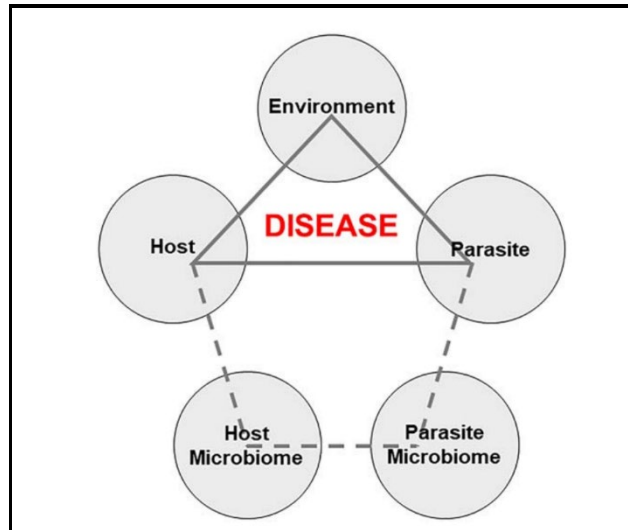 Environment
DISEASE
Host
Parasite
Host
Microbiome
Parasite
Microbiome